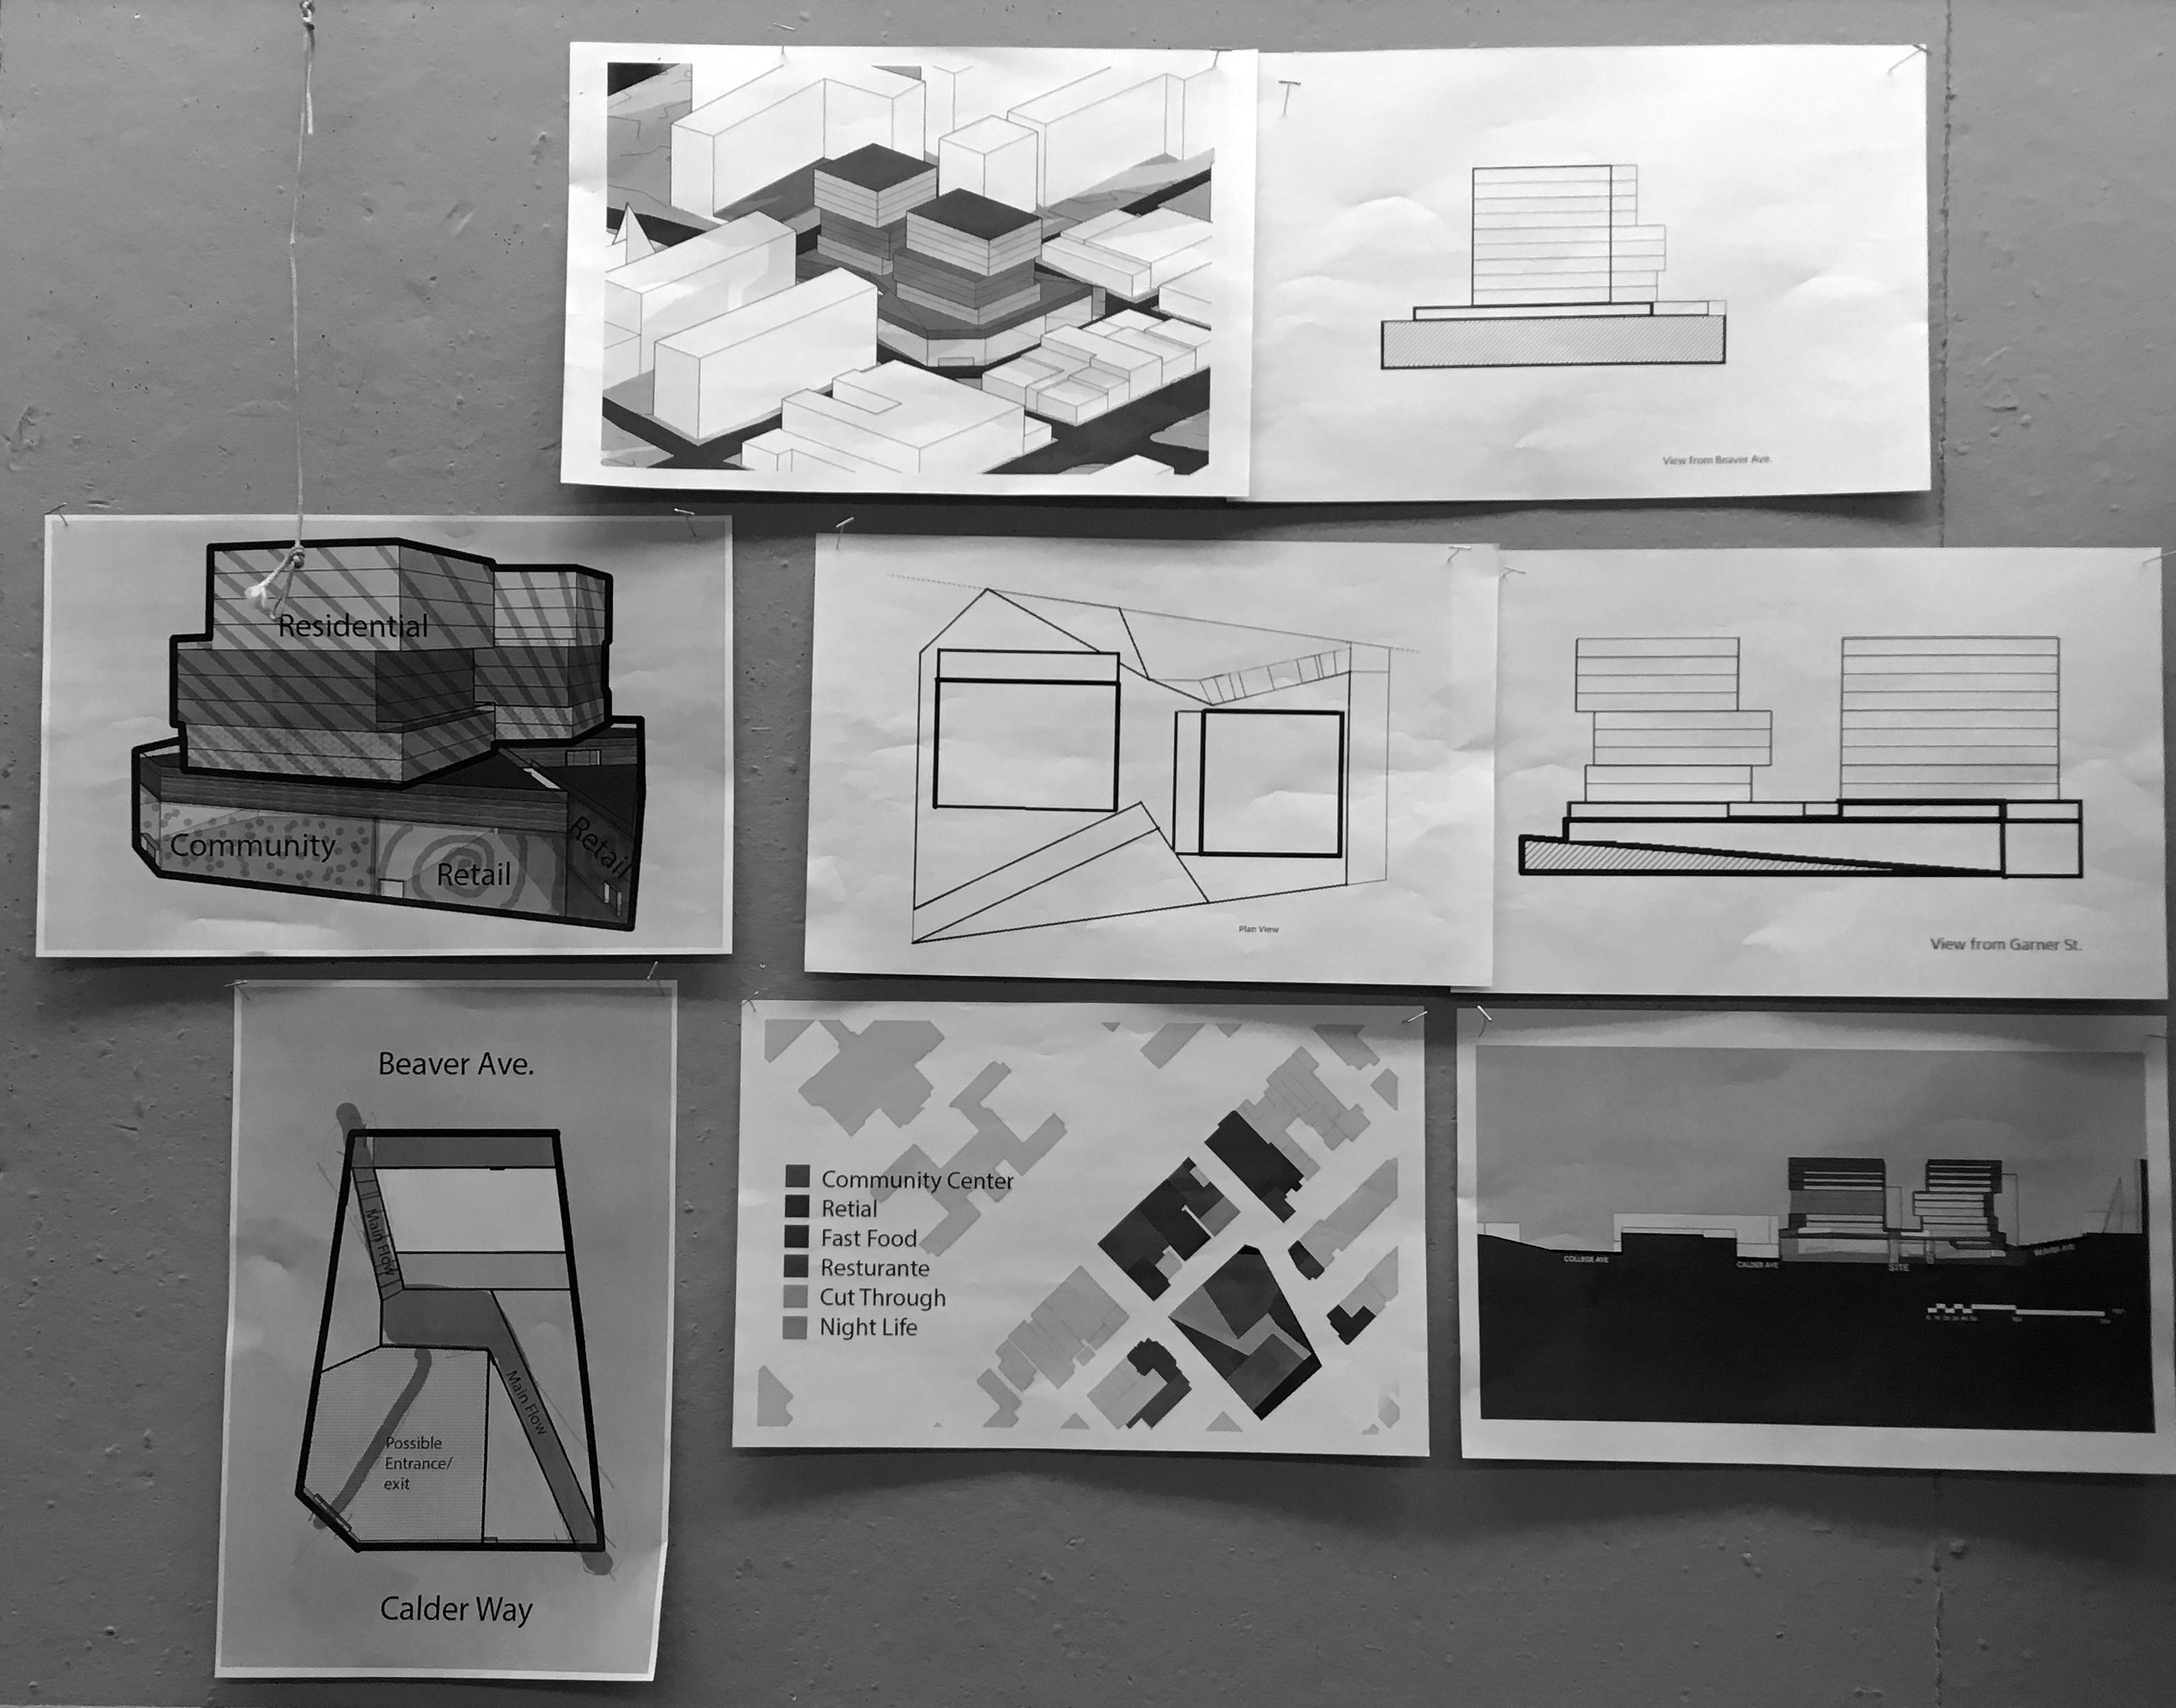 View from Beaver Ave.
Residential
Community
Retail
Retail
Plan View
View from Garner St.
Beaver Ave.
Main Flow
Main Flow
Possible
Entrance/
exit
Calder Way
Community Center
Retial
Fast Food
Resturante
Cut Through
Night Life
COLLEGE AVE
CALDER AVE
SITE
BEAVER AVE